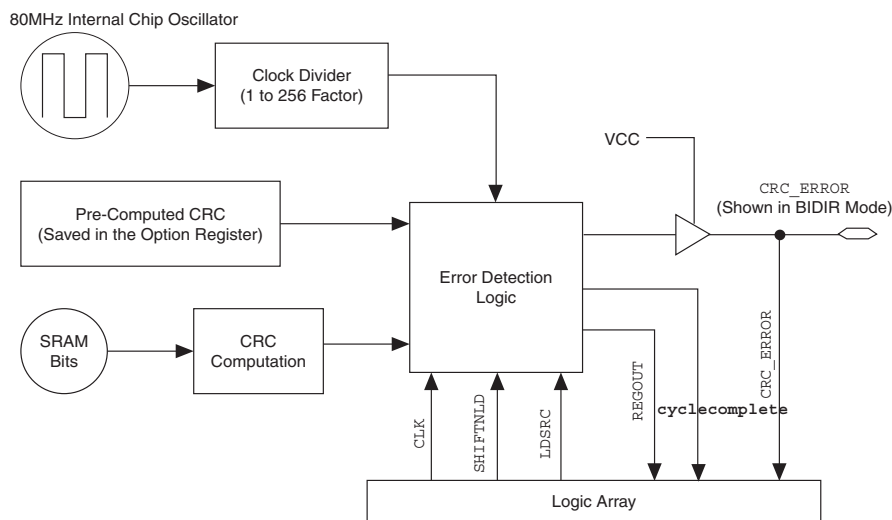 80MHz Internal Chip Oscillator
Clock Divider
(1 to 256 Factor)
VCC
CRC_ERROR
(Shown in BIDIR Mode)
Pre-Computed CRC
(Saved in the Option Register)
Error Detection
Logic
SRAM
Bits
CRC
Computation
CLK
SHIFTNLD
LDSRC
REGOUT
cyclecomplete
CRC_ERROR
Logic Array